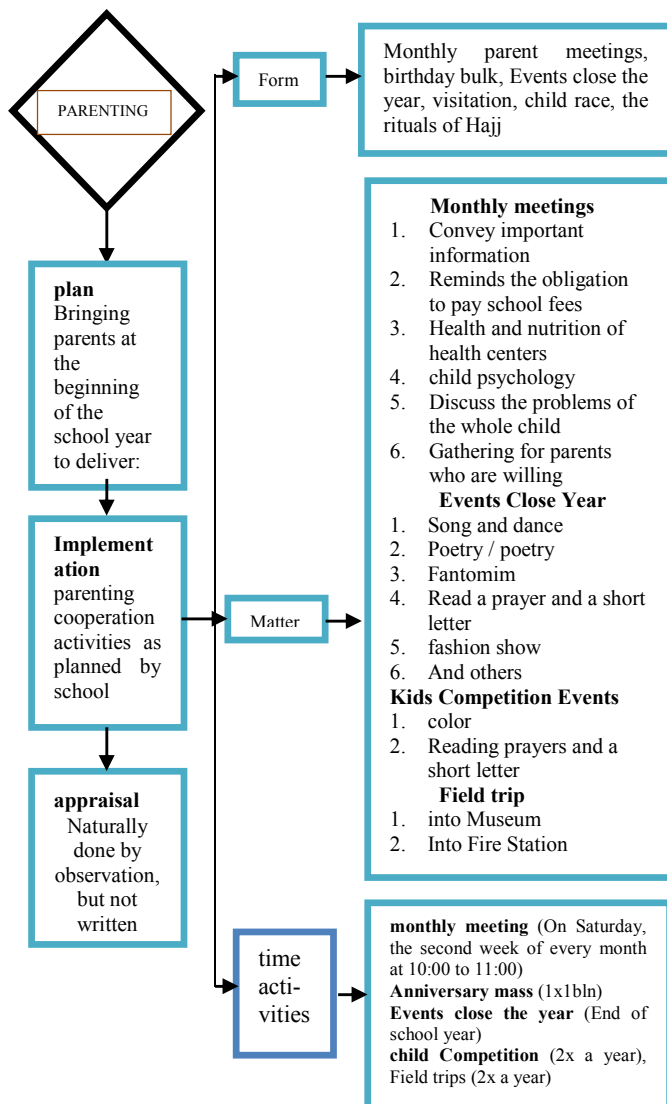 PARENTING
plan
Bringing
parents at
the
beginning
of the
school year
to deliver:
Implement
ation
parenting
cooperation
activities as
planned by
school
appraisal
Naturally
done by
observation,
but not
written
Form
Monthly parent meetings,
birthday bulk, Events close the
year, visitation, child race, the
rituals of Hajj
Matter
Monthly meetings
1. Convey important
information
2. Reminds the obligation
to pay school fees
3. Health and nutrition of
health centers
4. child psychology
5. Discuss the problems of
the whole child
6. Gathering for parents
who are willing
Events Close Year
1. Song and dance
2. Poetry / poetry
3. Fantomim
4. Read a prayer and a short
letter
5. fashion show
6. And others
Kids Competition Events
1. color
2. Reading prayers and a
short letter
Field trip
1. into Museum
2. Into Fire Station
time
acti-
vities
monthly meeting (On Saturday,
the second week of every month
at 10:00 to 11:00)
Anniversary mass (1x1bln)
Events close the year (End of
school year)
child Competition (2x a year),
Field trips (2x a year)